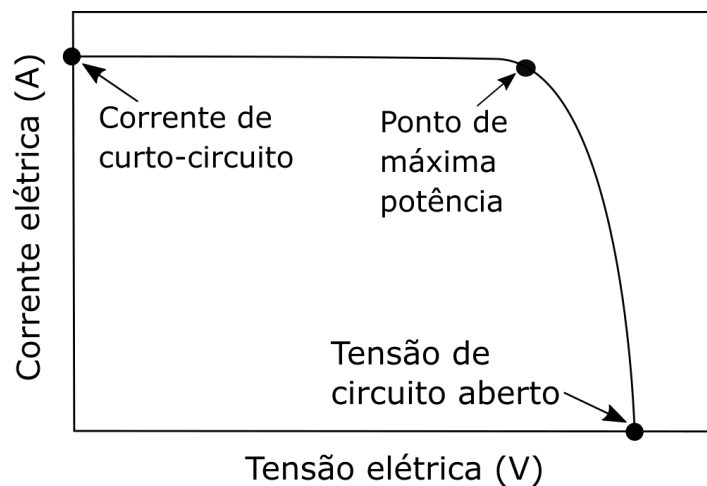 Corrente elétrica (A)
Corrente de
curto-circuito
Ponto de
máxima
potência
Tensão de
circuito aberto
Tensão elétrica (V)